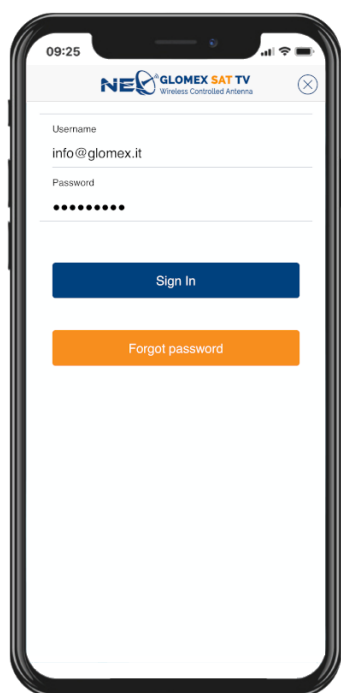 09:25
NEO GLOMEX SAT TV
Wireless Controlled Antenna
Username
info@glomex.it
Password
•••••••••
Sign In
Forgot password